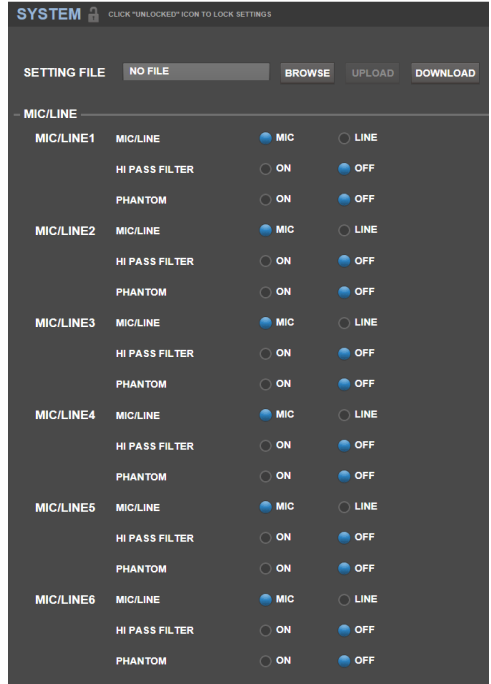 SYSTEM CLICK "UNLOCKED" ICON TO LOCK SETTINGS
SETTING FILE NO FILE BROWSE UPLOAD DOWNLOAD
MIC/LINE
MIC/LINE1 MIC/LINE MIC LINE
HI PASS FILTER ON OFF
PHANTOM ON OFF
MIC/LINE2 MIC/LINE MIC LINE
HI PASS FILTER ON OFF
PHANTOM ON OFF
MIC/LINE3 MIC/LINE MIC LINE
HI PASS FILTER ON OFF
PHANTOM ON OFF
MIC/LINE4 MIC/LINE MIC LINE
HI PASS FILTER ON OFF
PHANTOM ON OFF
MIC/LINE5 MIC/LINE MIC LINE
HI PASS FILTER ON OFF
PHANTOM ON OFF
MIC/LINE6 MIC/LINE MIC LINE
HI PASS FILTER ON OFF
PHANTOM ON OFF